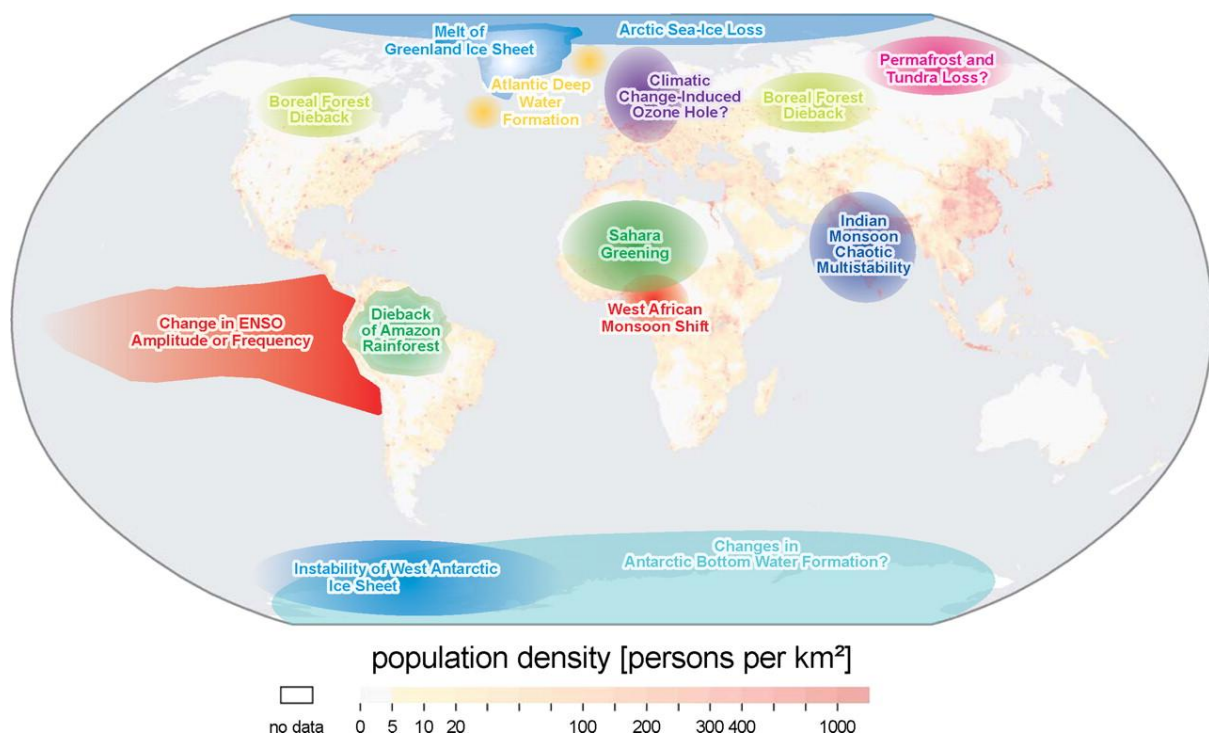 Melt of
Greenland Ice Sheet
Arctic Sea-Ice Loss
Permafrost and
Tundra Loss?
Atlantic Deep
Water
Formation
Climatic
Change-Induced
Ozone Hole?
Boreal Forest
Dieback
Boreal Forest
Dieback
Sahara
Greening
Indian
Monsoon
Chaotic
Multistability
West African
Monsoon Shift
Change in ENSO
Amplitude or Frequency
Dieback
of Amazon
Rainforest
Instability of West Antarctic
Ice Sheet
Changes in
Antarctic Bottom Water Formation?
population density [persons per km²]
no data 0 5 10 20 100 200 300 400 1000